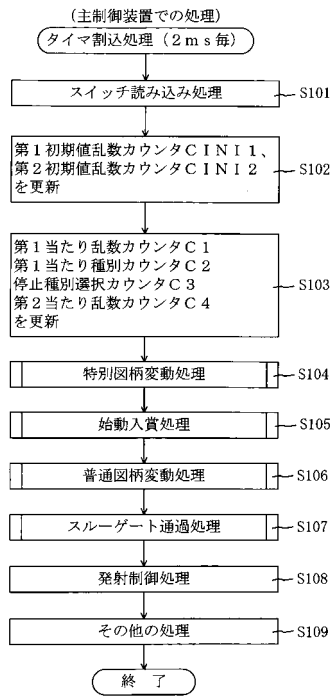 (主制御装置での処理)
タイマ割込処理(2ms毎)
スイッチ読み込み処理
S101
第1初期値乱数カウンタCINI1、
第2初期値乱数カウンタCINI2
を更新
S102
第1当たり乱数カウンタC1
第1当たり種別カウンタC2
停止種別選択カウンタC3
第2当たり乱数カウンタC4
を更新
S103
特別図柄変動処理
S104
始動入賞処理
S105
普通図柄変動処理
S106
スルーゲート通過処理
S107
発射制御処理
S108
その他の処理
S109
終了